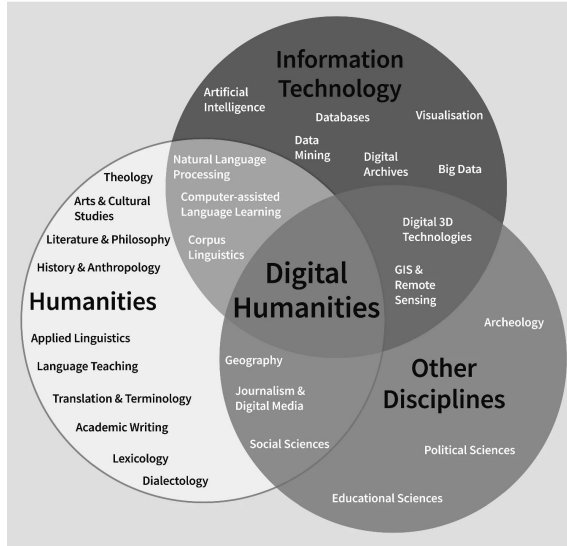 Information
Technology
Artificial
Intelligence
Databases
Visualisation
Data
Mining
Digital
Archives
Big Data
Natural Language
Processing
Computer-assisted
Language Learning
Corpus
Linguistics
Digital 3D
Technologies
GIS &
Remote
Sensing
Theology
Arts & Cultural
Studies
Literature & Philosophy
History & Anthropology
Humanities
Applied Linguistics
Language Teaching
Translation & Terminology
Academic Writing
Lexicology
Dialectology
Digital
Humanities
Geography
Journalism &
Digital Media
Social Sciences
Archeology
Other
Disciplines
Political Sciences
Educational Sciences